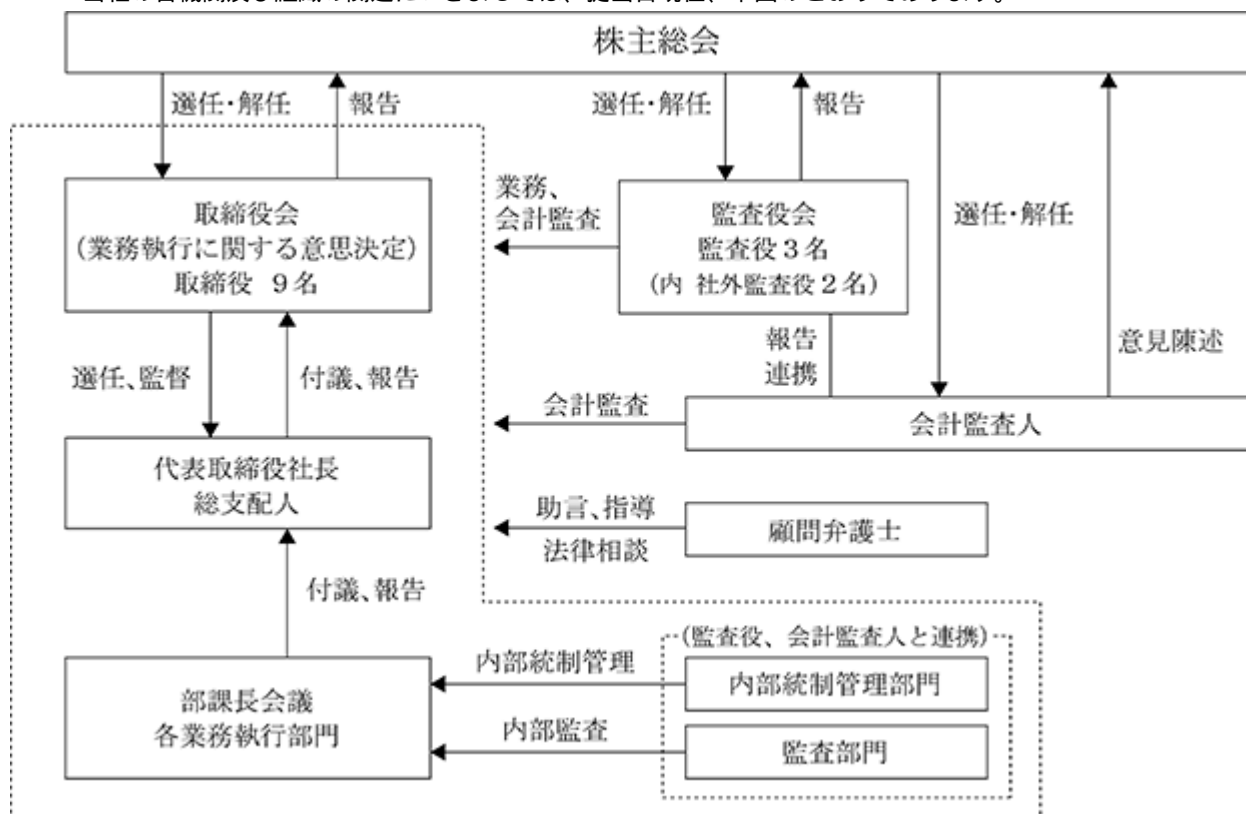 株主総会
選任・解任
報告
選任・解任
報告
取締役会
(業務執行に関する意思決定)
取締役 9名
業務、
会計監査
監査役会
監査役3名
(内 社外監査役2名)
選任・解任
意見陳述
選任、監督
付議、報告
報告
連携
会計監査
会計監査人
代表取締役社長
総支配人
助言、指導
法律相談
顧問弁護士
付議、報告
(監査役、会計監査人と連携)
部課長会議
各業務執行部門
内部統制管理
内部統制管理部門
内部監査
監査部門